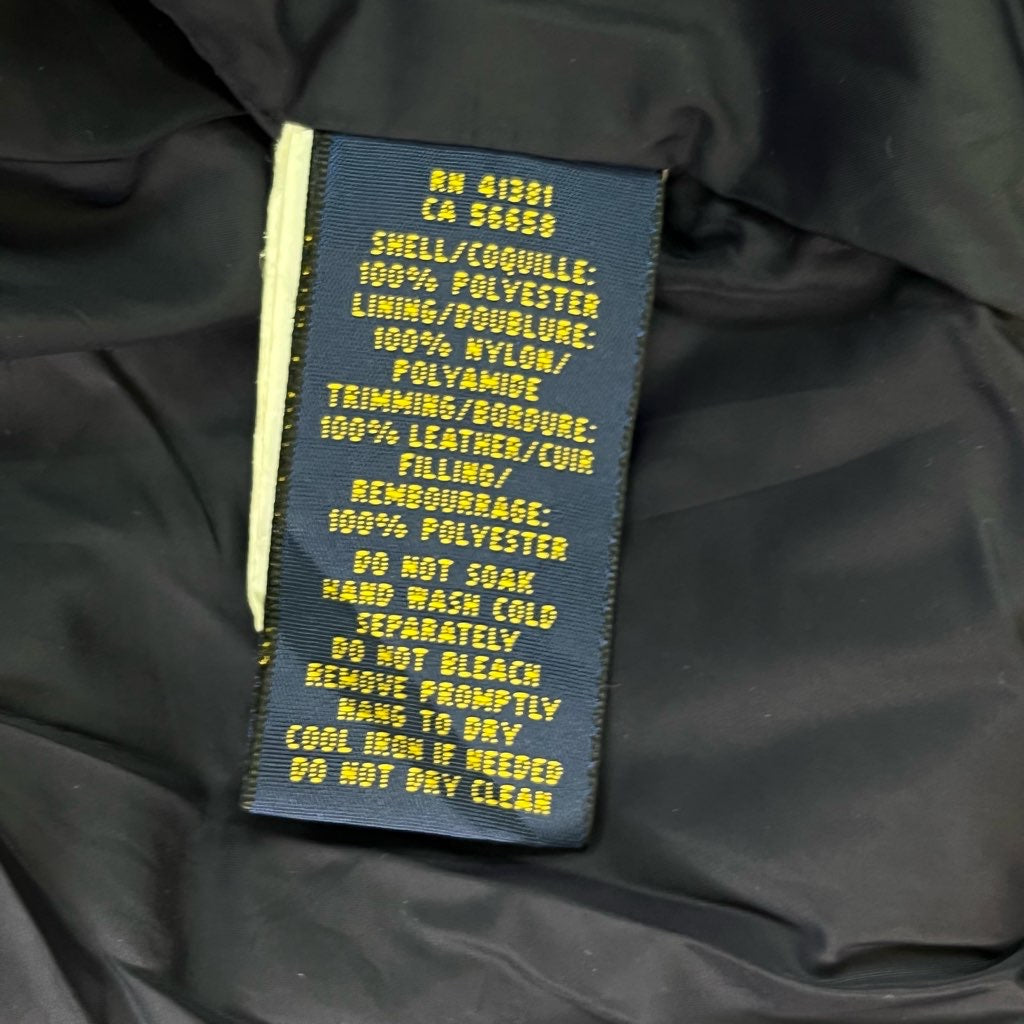 RN 41381
CA 56658
SHELL/COQUILLE:
100% POLYESTER
LINING/DOUBLURE:
100% NYLON/
POLYAMIDE
TRIMMING/BORDURE:
100% LEATHER/CUIR
FILLING/
REMBOURRAGE:
100% POLYESTER
DO NOT SOAK
HAND WASH COLD
SEPARATELY
DO NOT BLEACH
REMOVE PROMPTLY
HANG TO DRY
COOL IRON IF NEEDED
DO NOT DRY CLEAN